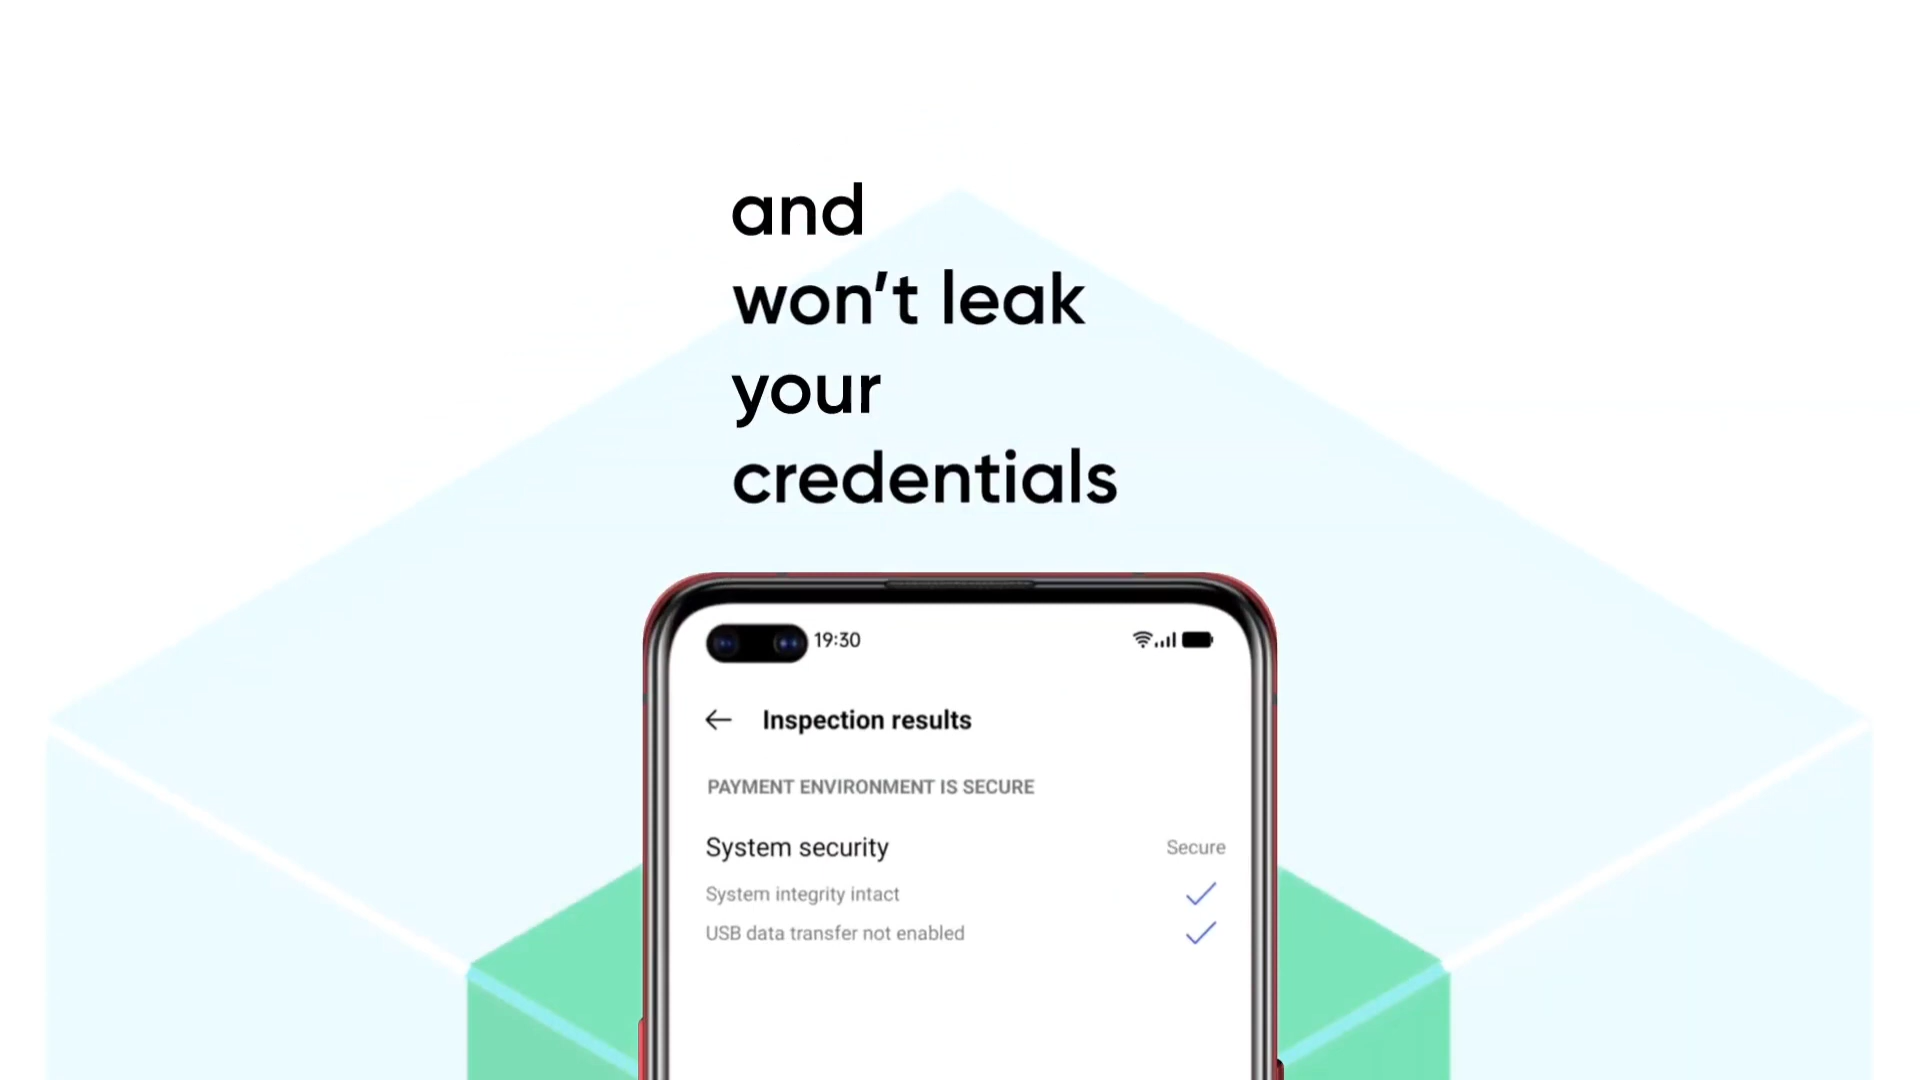 and
won’t leak
your
credentials
19:30
Inspection results
PAYMENT ENVIRONMENT IS SECURE
System security Secure
System integrity intact
USB data transfer not enabled